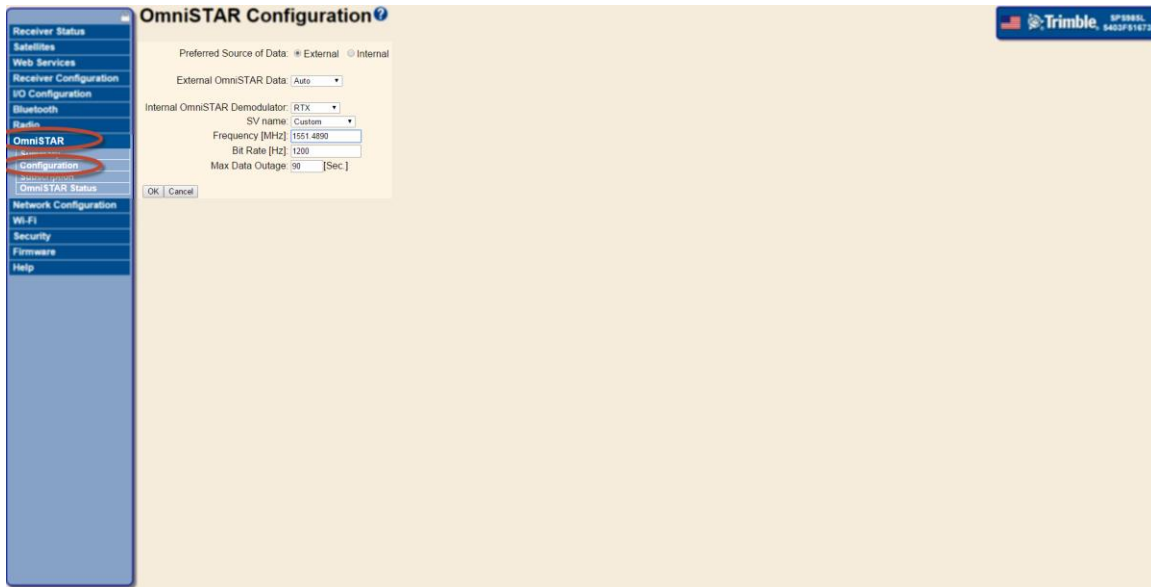 OmniSTAR Configuration?
Trimble. SPS985L
5403F51673
Receiver Status
Satellites
Web Services
Receiver Configuration
I/O Configuration
Bluetooth
Radio
OmniSTAR
Summary
Configuration
Subscription
OmniSTAR Status
Network Configuration
Wi-Fi
Security
Firmware
Help
Preferred Source of Data: External Internal
External OmniSTAR Data: Auto
Internal OmniSTAR Demodulator: RTX
SV name: Custom
Frequency [MHz]: 1551.4890
Bit Rate [Hz]: 1200
Max Data Outage: 90 [Sec.]
OK Cancel